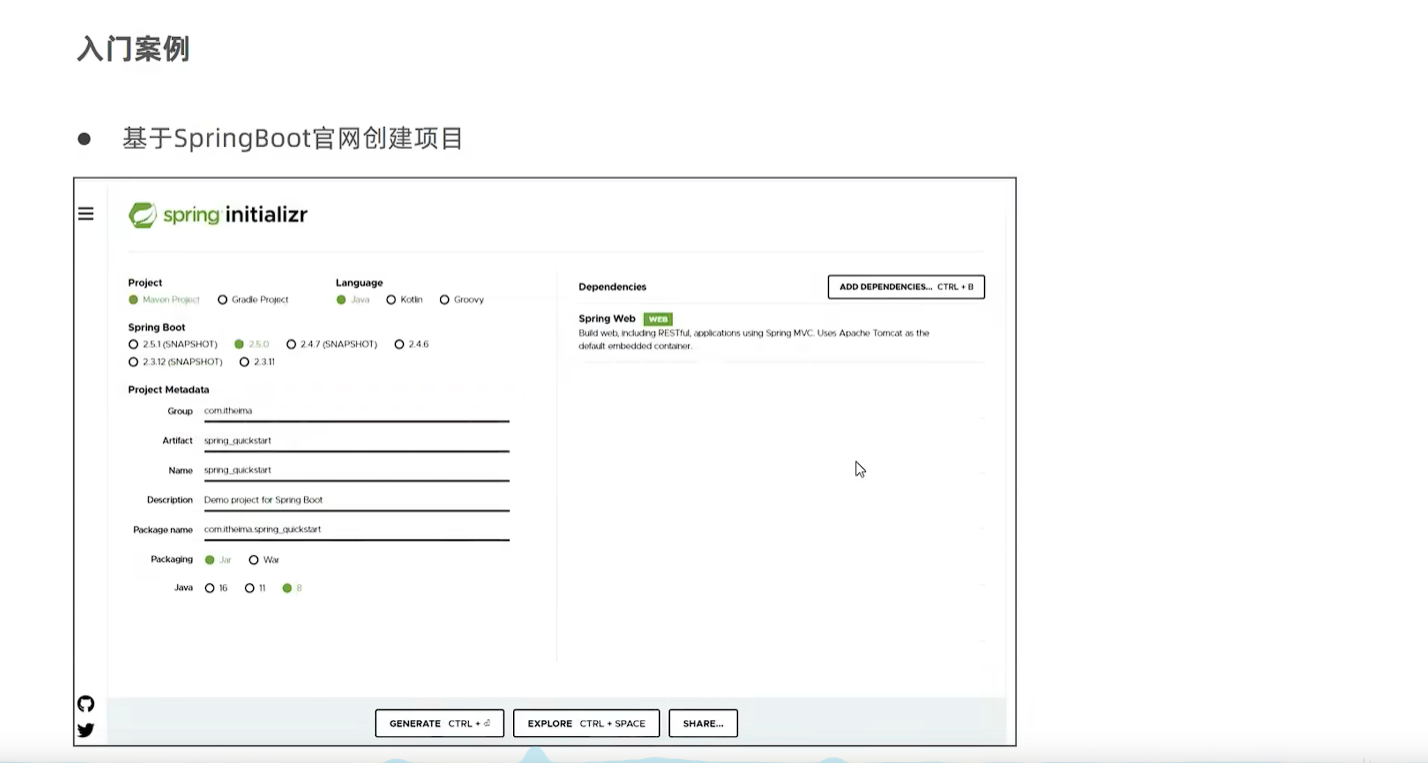 入门案例
● 基于SpringBoot官网创建项目
spring initializr
Project
Maven Project Gradle Project
Language
Java Kotlin Groovy
Spring Boot
2.5.1 (SNAPSHOT) 2.5.0 2.4.7 (SNAPSHOT) 2.4.6
2.3.12 (SNAPSHOT) 2.3.11
Project Metadata
Group com.itheima
Artifact spring_quickstart
Name spring_quickstart
Description Demo project for Spring Boot
Package name com.itheima.spring_quickstart
Packaging Jar War
Java 16 11 8
Dependencies
ADD DEPENDENCIES... CTRL + B
Spring Web WEB
Build web, including RESTful, applications using Spring MVC. Uses Apache Tomcat as the
default embedded container.
GENERATE CTRL + ⏎
EXPLORE CTRL + SPACE
SHARE...